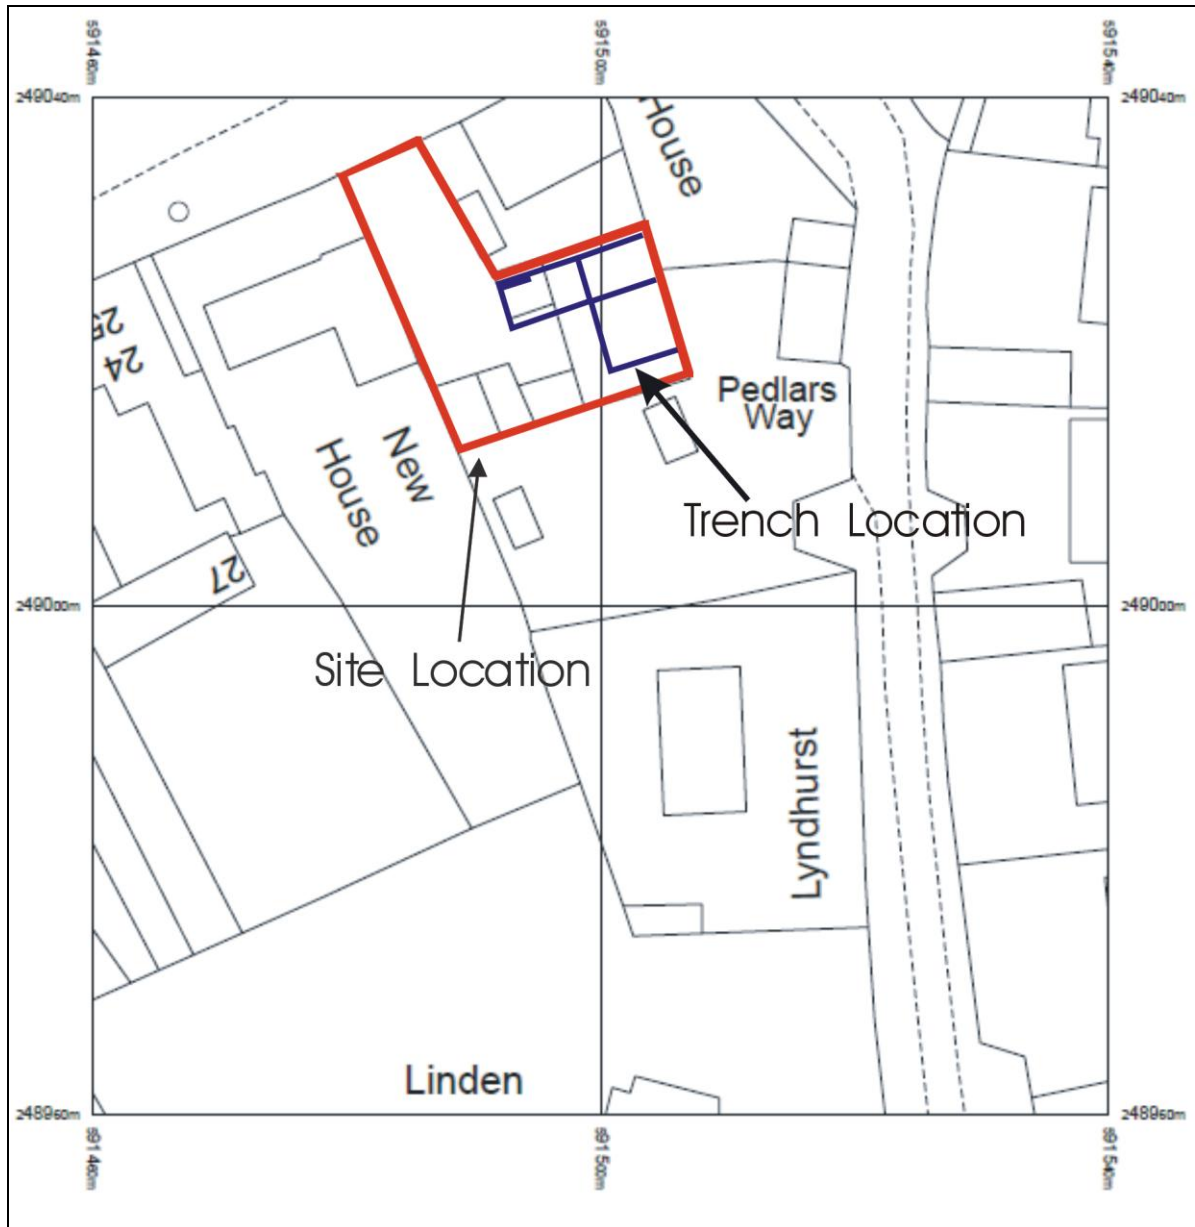 591460m
591500m
591540m
249040m
249040m
House
25
24
Pedlars
Way
New
House
Trench Location
27
249000m
249000m
Site Location
Lyndhurst
Linden
248960m
248960m
591460m
591500m
591540m